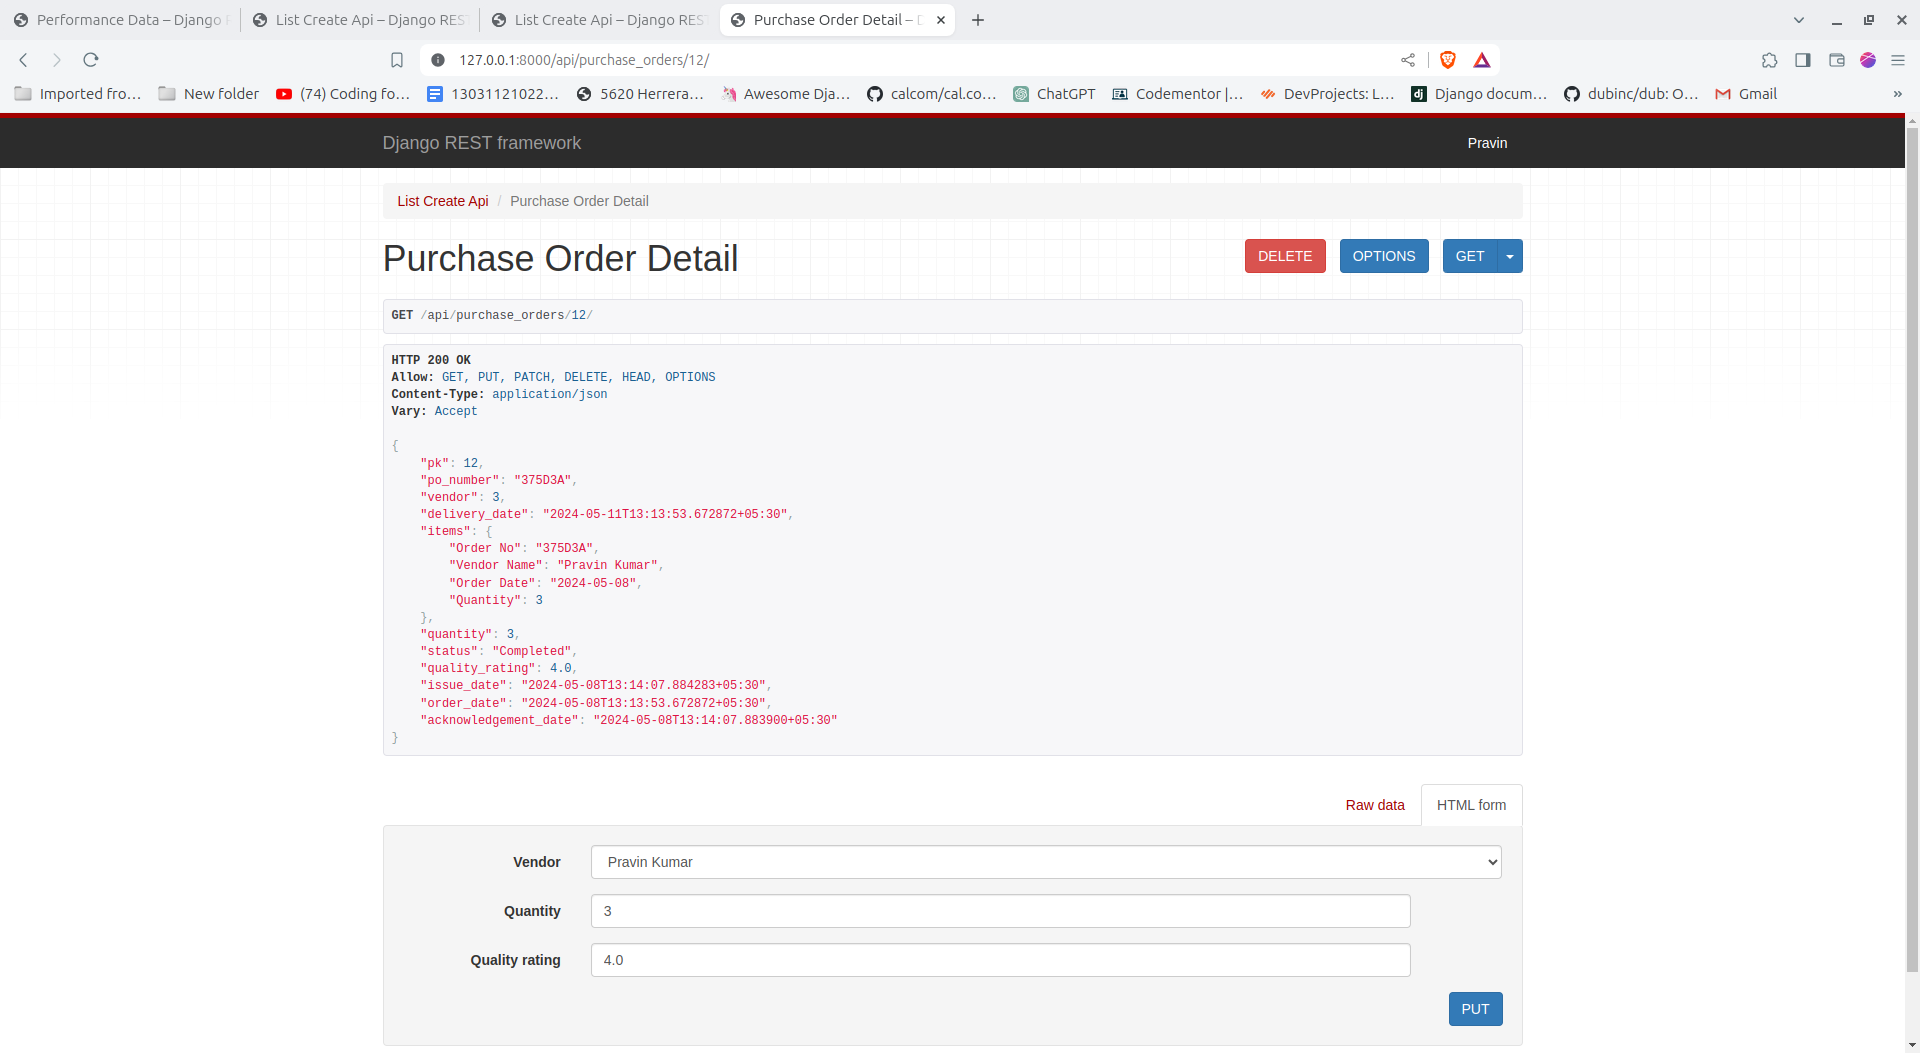 Performance Data – Django
List Create Api – Django REST
List Create Api – Django REST
Purchase Order Detail –
127.0.0.1:8000/api/purchase_orders/12/
Imported fro...
New folder
(74) Coding fo...
13031121022...
5620 Herrera...
Awesome Dja...
calcom/cal.co...
ChatGPT
Codementor |...
DevProjects: L...
Django docum...
dubinc/dub: O...
Gmail
»
Django REST framework
Pravin
List Create Api / Purchase Order Detail
Purchase Order Detail
DELETE
OPTIONS
GET
GET /api/purchase_orders/12/
HTTP 200 OK
Allow: GET, PUT, PATCH, DELETE, HEAD, OPTIONS
Content-Type: application/json
Vary: Accept
{
    "pk": 12,
    "po_number": "375D3A",
    "vendor": 3,
    "delivery_date": "2024-05-11T13:13:53.672872+05:30",
    "items": {
        "Order No": "375D3A",
        "Vendor Name": "Pravin Kumar",
        "Order Date": "2024-05-08",
        "Quantity": 3
    },
    "quantity": 3,
    "status": "Completed",
    "quality_rating": 4.0,
    "issue_date": "2024-05-08T13:14:07.884283+05:30",
    "order_date": "2024-05-08T13:13:53.672872+05:30",
    "acknowledgement_date": "2024-05-08T13:14:07.883900+05:30"
}
Raw data
HTML form
Vendor
Pravin Kumar
Quantity
3
Quality rating
4.0
PUT